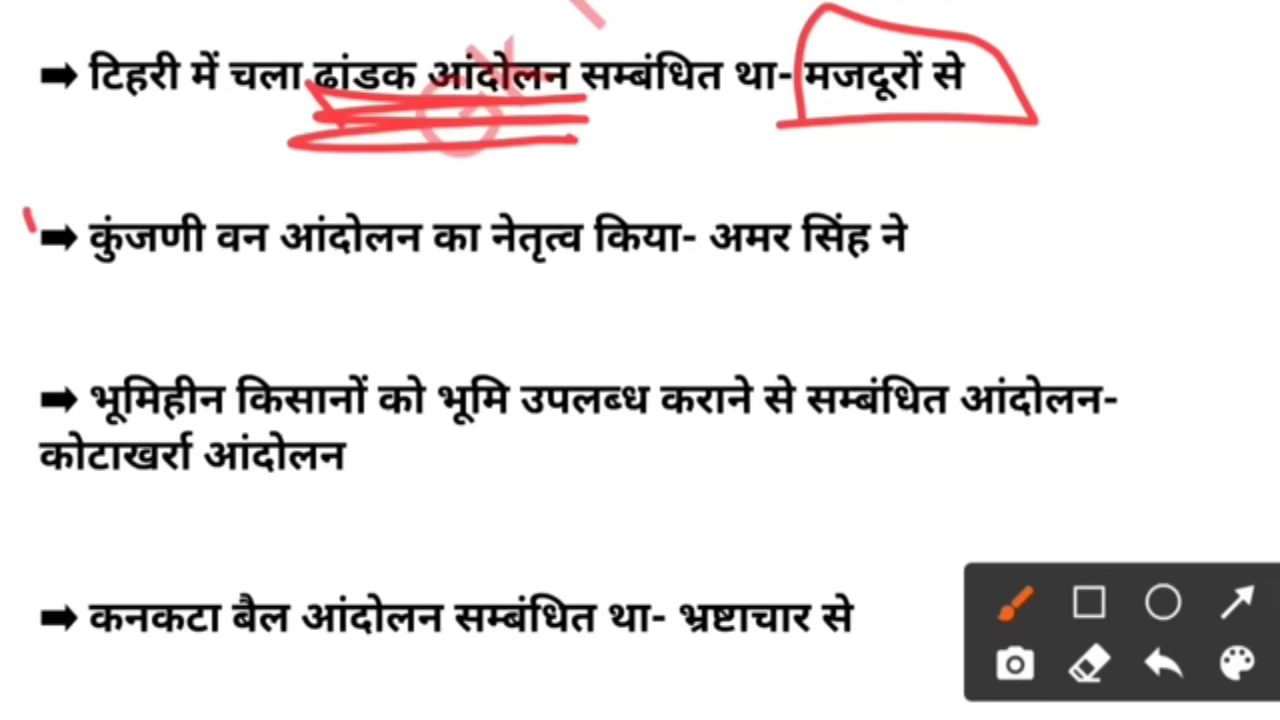 ➡ टिहरी में चला ढांडक आंदोलन सम्बंधित था- मजदूरों से
➡ कुंजणी वन आंदोलन का नेतृत्व किया- अमर सिंह ने
➡ भूमिहीन किसानों को भूमि उपलब्ध कराने से सम्बंधित आंदोलन-
कोटाखर्रा आंदोलन
➡ कनकटा बैल आंदोलन सम्बंधित था- भ्रष्टाचार से